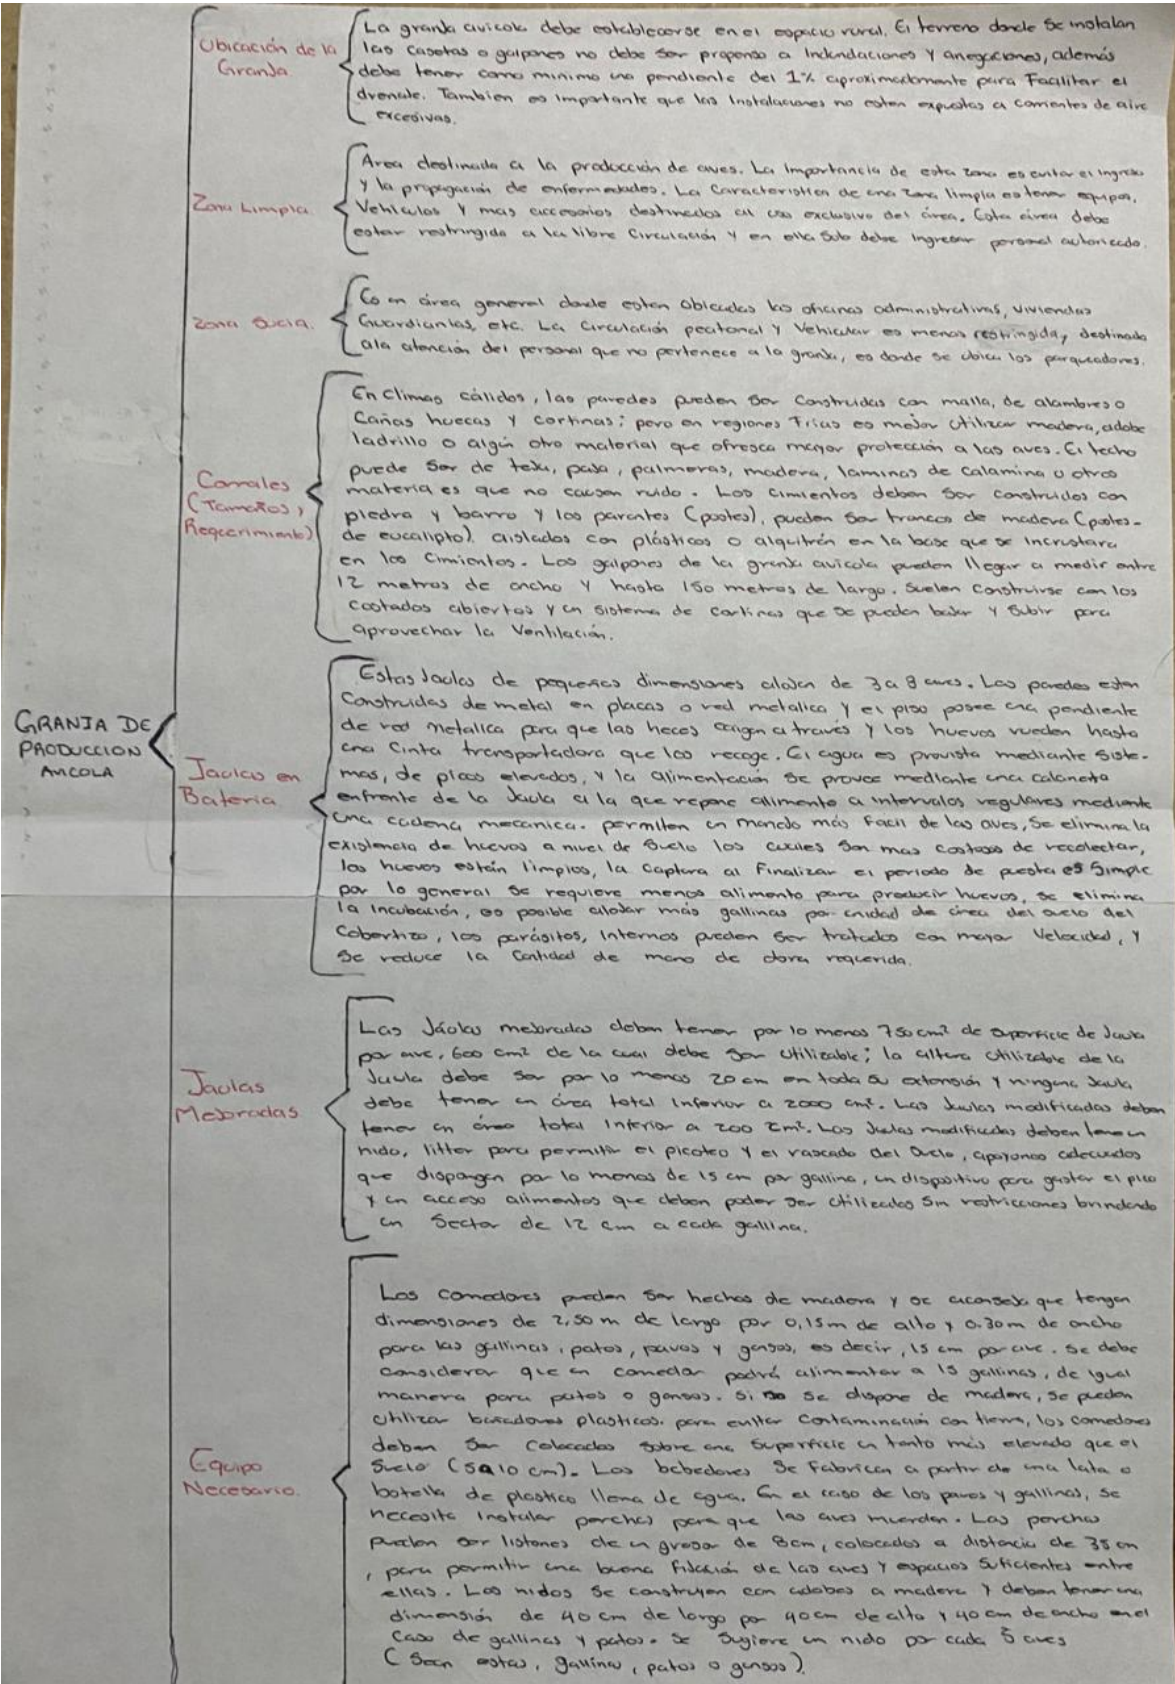 GRANJA DE
PRODUCCION
AVICOLA
Ubicación de la
Granja
La granja avicola debe establecerse en el espacio rural. El terreno donde se instalan
las casetas o galpones no debe ser propenso a Indundaciones y anegaciones, además
debe tener como minimo una pendiente del 1% aproximadamente para Facilitar el
drenaje. Tambien es importante que las Instalaciones no esten expuestas a corrientes de aire
excesivas.
Zona Limpia
Area destinada a la producción de aves. La Importancia de esta zona es evitar el ingreso
y la propagación de enfermedades. La Caracteristica de una zona limpia es tener equipos,
Vehiculos y mas accesorios destinados al uso exclusivo del área. Esta área debe
estar restringida a la libre Circulación y en ella Solo debe Ingresar personal autorizado.
Zona Sucia.
Es un área general donde estan Ubicadas las oficinas administrativas, viviendas
Guardianias, etc. La Circulación peatonal y Vehicular es menos restringida, destinada
ala atención del personal que no pertenece a la granja, es donde se ubica los parqueadores.
Corrales
(Tamaños,
Requerimiento)
En Climas cálidos, las paredes pueden Ser Construidas con malla, de alambres o
Cañas huecas y cortinas; pero en regiones Frias es mejor Utilizar madera, adobe
ladrillo o algún otro material que ofresca mayor protección a las aves. El techo
puede Ser de teja, paja, palmeras, madera, laminas de calamina u otros
materia es que no causen ruido. Los cimientos deben Ser construidos con
piedra y barro y los parantes (postes), pueden Ser troncos de madera (postes-
de eucalipto). aislados con plásticos o alquitrán en la base que se Incrustara
en los Cimientos. Los galpones de la granja avicola pueden llegar a medir entre
12 metros de ancho y hasta 150 metros de largo. Suelen Construirse con los
costados abiertos y un Sistema de cortinas que se pueden bajar y Subir para
aprovechar la Ventilación.
Jaulas en
Bateria
Estas Jaulas de pequeñas dimensiones alojan de 3 a 8 aves. Las paredes estan
Construidas de metal en placas o red metalica y el piso posee una pendiente
de red metalica para que las heces caigan a través y los huevos rueden hasta
una Cinta transportadora que los recoge. El agua es provista mediante Siste-
mas, de picos elevados, y la alimentación Se provee mediante una canaleta
enfrente de la Jaula a la que repone alimento a intervalos regulares mediante
una cadena mecanica. permiten un manejo más Facil de las aves, Se elimina la
existencia de huevos a nivel de Suelo los cuales Son mas costosos de recolectar,
los huevos están limpios, la captura al Finalizar el periodo de puesta es Simple
por lo general Se requiere menos alimento para producir huevos, se elimina
la Incubación, es posible alojar más gallinas por unidad de área del suelo del
Cobertizo, los parásitos, Internos pueden Ser tratados con mayor Velocidad, Y
Se reduce la Cantidad de mano de obra requerida.
Jaulas
Mejoradas
Las Jáulas mejoradas deben tener por lo menos 750 cm² de Superficie de Jaula
por ave, 600 cm² de la cual debe Ser Utilizable; la altura Utilizable de la
Jaula debe Ser por lo menos 20 cm en toda Su extensión y ninguna Jaula
debe tener un área total Inferior a 2000 cm². Las Jaulas modificadas deben
tener un área total Inferior a 200 cm². Las Jaulas modificadas deben tener un
nido, litter para permitir el picoteo y el rascado del Suelo, apoyanos adecuados
que dispongan por lo menos de 15 cm por gallina, un dispositivo para gastar el pico
y un acceso alimentos que deben poder Ser Utilizados Sin restricciones brindando
un Sector de 12 cm a cada gallina.
Equipo
Necesario.
Los Comedores pueden Ser hechos de madera y se aconseja que tengan
dimensiones de 2,50 m de largo por 0,15m de alto y 0.30m de ancho
para las gallinas, patos, pavos y gansos, es decir, 15 cm por ave. Se debe
considerar que un comedor podrá alimentar a 15 gallinas, de igual
manera para patos o gansos. Si no se dispone de madera, Se pueden
Utilizar plasticos. para evitar Contaminación con tierra, los comedores
deben Ser Colocados Sobre una Superficie un tanto más elevado que el
Suelo (5 a 10 cm). Los bebedores Se Fabrican a partir de una lata o
botella de plastico llena de agua. En el caso de los pavos y gallinas, Se
necesita Instalar perchas para que las aves Las perchas
pueden Ser listones de un grosor de 8cm, colocados a distancia de 35 cm
, para permitir una buena Fijación de las aves y espacios Suficientes entre
ellas. Los nidos Se construyen con adobes a madera y deben tener una
dimensión de 40 cm de largo por 40 cm de alto y 40 cm de ancho en el
Caso de gallinas y patos. Se Sugiere un nido por cada 5 aves
(Sean estas, gallinas, patos o gansos).